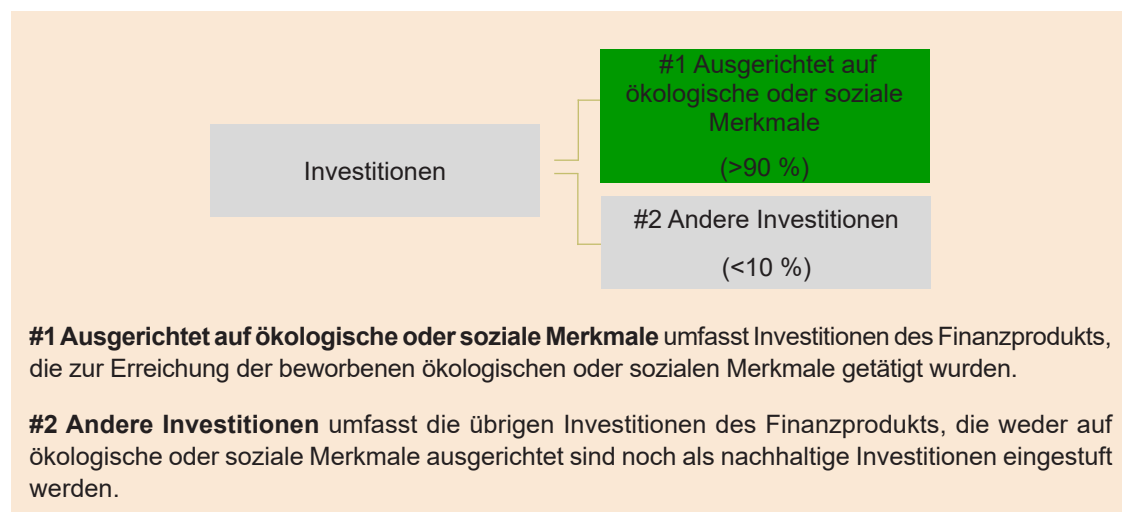 #1 Ausgerichtet auf
ökologische oder soziale
Merkmale
(>90 %)
Investitionen
#2 Andere Investitionen
(<10 %)
#1 Ausgerichtet auf ökologische oder soziale Merkmale umfasst Investitionen des Finanzprodukts,
die zur Erreichung der beworbenen ökologischen oder sozialen Merkmale getätigt wurden.
#2 Andere Investitionen umfasst die übrigen Investitionen des Finanzprodukts, die weder auf
ökologische oder soziale Merkmale ausgerichtet sind noch als nachhaltige Investitionen eingestuft
werden.